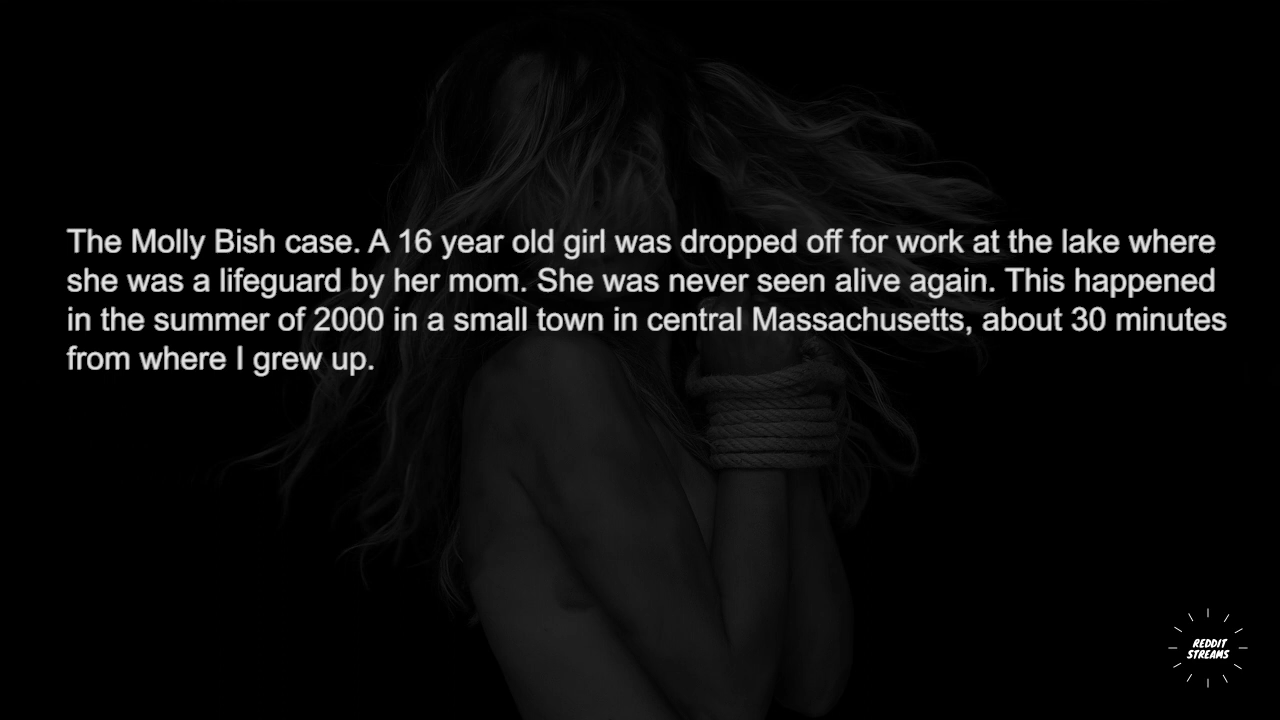 The Molly Bish case. A 16 year old girl was dropped off for work at the lake where
she was a lifeguard by her mom. She was never seen alive again. This happened
in the summer of 2000 in a small town in central Massachusetts, about 30 minutes
from where I grew up.
REDDIT
STREAMS